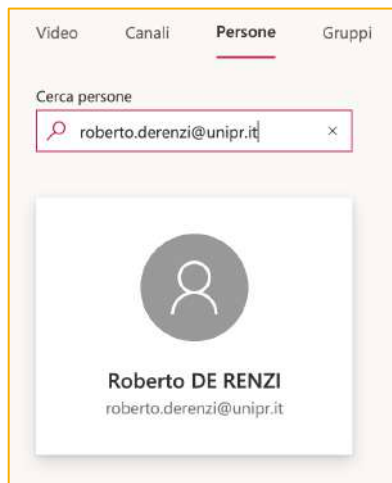 Video Canali Persone Gruppi
Cerca persone
roberto.derenzi@unipr.it ×
Roberto DE RENZI
roberto.derenzi@unipr.it